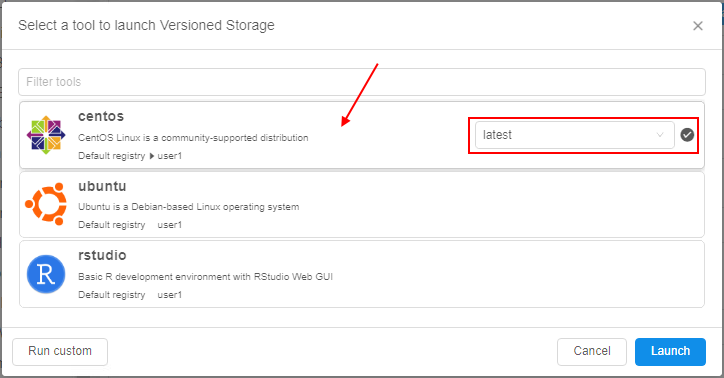 Select a tool to launch Versioned Storage
Filter tools
centos
CentOS Linux is a community-supported distribution
Default registry user1
latest
ubuntu
Ubuntu is a Debian-based Linux operating system
Default registry user1
R
rstudio
Basic R development environment with RStudio Web GUI
Default registry user1
Run custom
Cancel
Launch